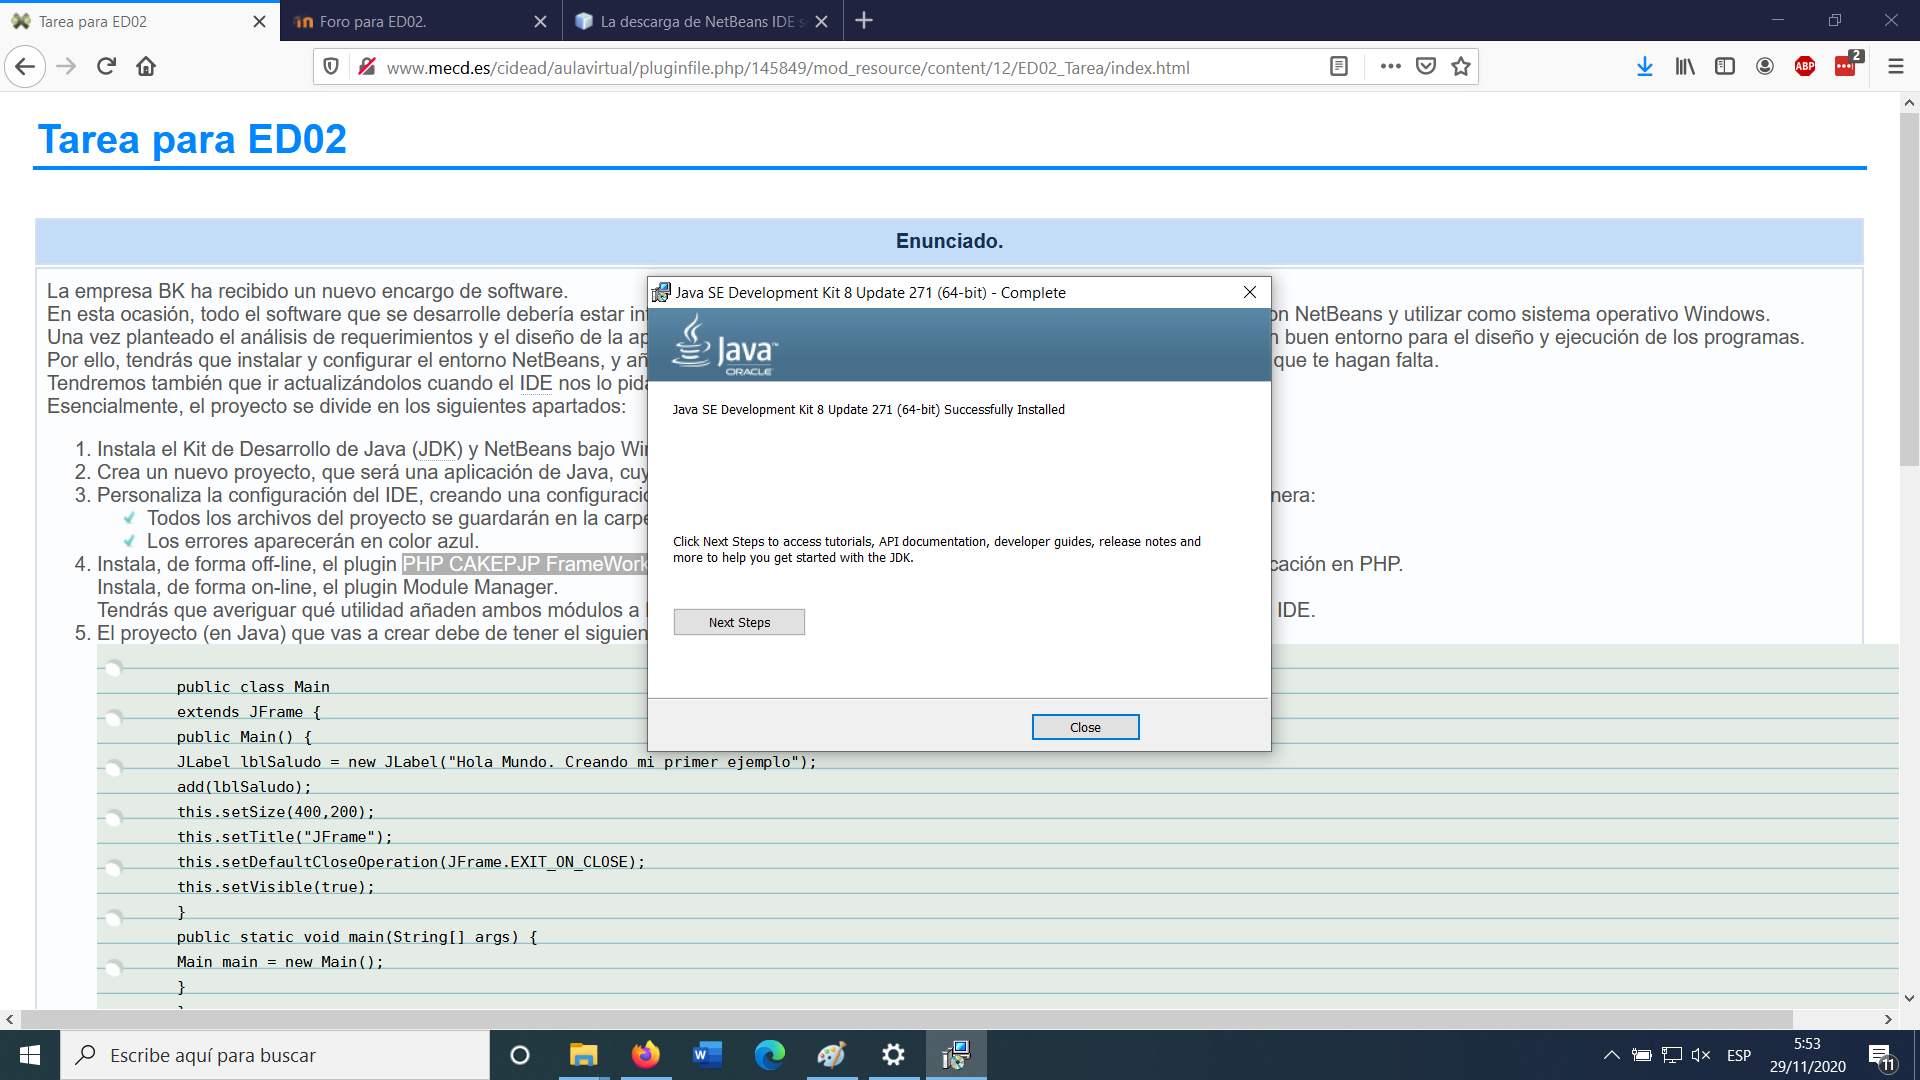 Tarea para ED02
Foro para ED02.
La descarga de NetBeans IDE s
www.mecd.es/cidead/aulavirtual/pluginfile.php/145849/mod_resource/content/12/ED02_Tarea/index.html
ABP
2
Tarea para ED02
Enunciado.
La empresa BK ha recibido un nuevo encargo de software.
En esta ocasión, todo el software que se desarrolle debería estar int
on NetBeans y utilizar como sistema operativo Windows.
Una vez planteado el análisis de requerimientos y el diseño de la ap
n buen entorno para el diseño y ejecución de los programas.
Por ello, tendrás que instalar y configurar el entorno NetBeans, y añ
que te hagan falta.
Tendremos también que ir actualizándolos cuando el IDE nos lo pida
Esencialmente, el proyecto se divide en los siguientes apartados:
1. Instala el Kit de Desarrollo de Java (JDK) y NetBeans bajo Wi
2. Crea un nuevo proyecto, que será una aplicación de Java, cuy
3. Personaliza la configuración del IDE, creando una configuració
nera:
Todos los archivos del proyecto se guardarán en la carpe
Los errores aparecerán en color azul.
4. Instala, de forma off-line, el plugin PHP CAKEPJP FrameWork
cación en PHP.
Instala, de forma on-line, el plugin Module Manager.
Tendrás que averiguar qué utilidad añaden ambos módulos a l
IDE.
5. El proyecto (en Java) que vas a crear debe de tener el siguien
public class Main
extends JFrame {
public Main() {
JLabel lblSaludo = new JLabel("Hola Mundo. Creando mi primer ejemplo");
add(lblSaludo);
this.setSize(400,200);
this.setTitle("JFrame");
this.setDefaultCloseOperation(JFrame.EXIT_ON_CLOSE);
this.setVisible(true);
}
public static void main(String[] args) {
Main main = new Main();
}
Java SE Development Kit 8 Update 271 (64-bit) - Complete
Java™
ORACLE
Java SE Development Kit 8 Update 271 (64-bit) Successfully Installed
Click Next Steps to access tutorials, API documentation, developer guides, release notes and
more to help you get started with the JDK.
Next Steps
Close
Escribe aquí para buscar
ESP
5:53
29/11/2020
11